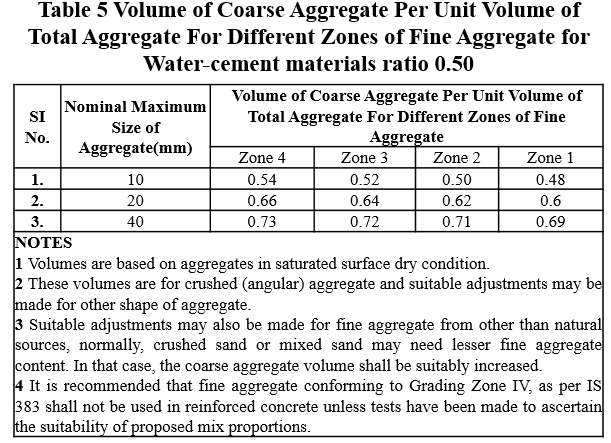 Table 5 Volume of Coarse Aggregate Per Unit Volume of
Total Aggregate For Different Zones of Fine Aggregate for
Water-cement materials ratio 0.50
SI No. Nominal Maximum Size of Aggregate(mm) Volume of Coarse Aggregate Per Unit Volume of Total Aggregate For Different Zones of Fine Aggregate
Zone 4 Zone 3 Zone 2 Zone 1
1. 10 0.54 0.52 0.50 0.48
2. 20 0.66 0.64 0.62 0.6
3. 40 0.73 0.72 0.71 0.69
NOTES
1 Volumes are based on aggregates in saturated surface dry condition.
2 These volumes are for crushed (angular) aggregate and suitable adjustments may be
made for other shape of aggregate.
3 Suitable adjustments may also be made for fine aggregate from other than natural
sources, normally, crushed sand or mixed sand may need lesser fine aggregate
content. In that case, the coarse aggregate volume shall be suitably increased.
4 It is recommended that fine aggregate conforming to Grading Zone IV, as per IS
383 shall not be used in reinforced concrete unless tests have been made to ascertain
the suitability of proposed mix proportions.